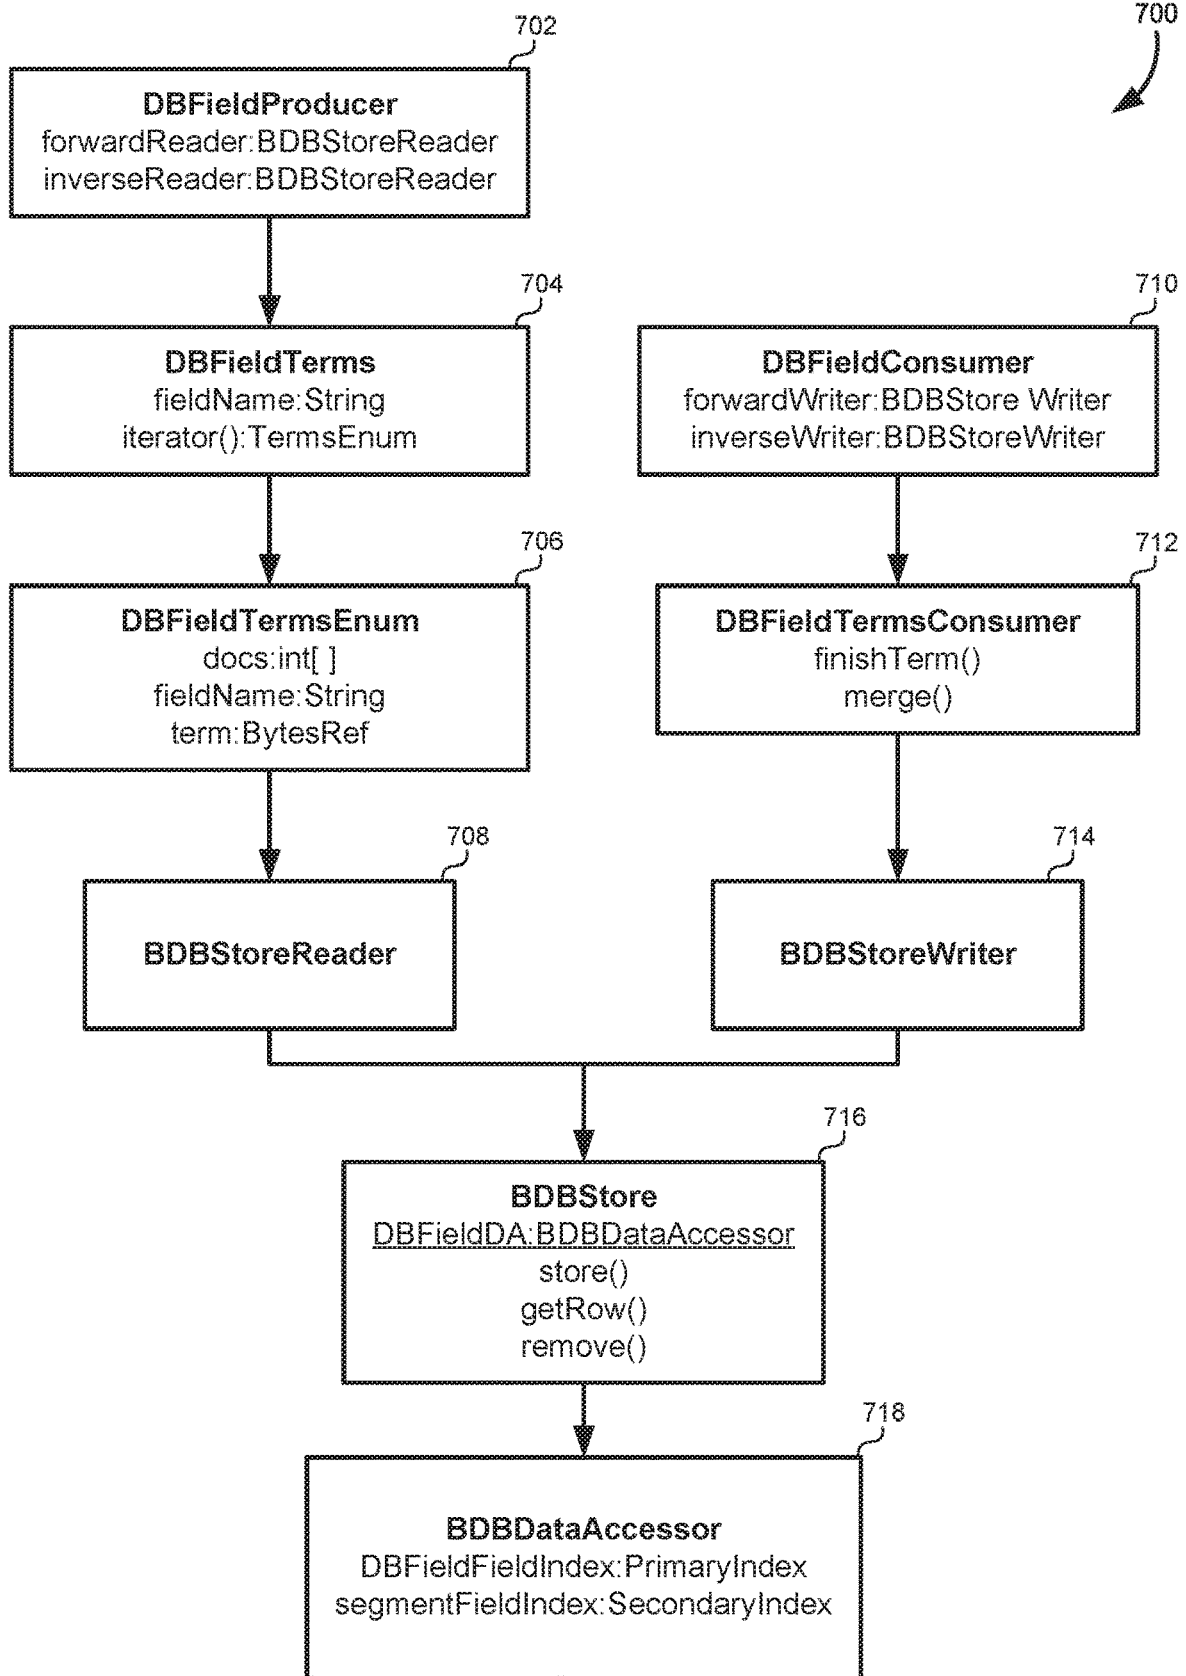 700
702
DBFieldProducer
forwardReader:BDBStoreReader
inverseReader:BDBStoreReader
704
DBFieldTerms
fieldName:String
iterator():TermsEnum
710
DBFieldConsumer
forwardWriter:BDBStore Writer
inverseWriter:BDBStoreWriter
706
DBFieldTermsEnum
docs:int[ ]
fieldName:String
term:BytesRef
712
DBFieldTermsConsumer
finishTerm()
merge()
708
BDBStoreReader
714
BDBStoreWriter
716
BDBStore
DBFieldDA:BDBDataAccessor
store()
getRow()
remove()
718
BDBDataAccessor
DBFieldFieldIndex:PrimaryIndex
segmentFieldIndex:SecondaryIndex